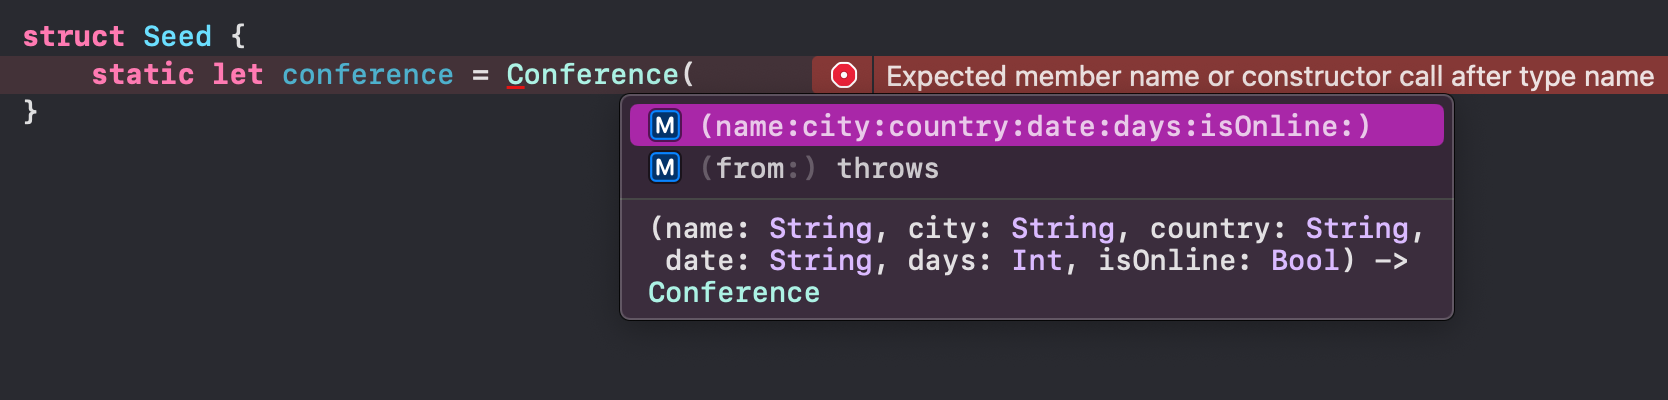 struct Seed {
static let conference = Conference(
Expected member name or constructor call after type name
}
M (name:city:country:date:days:isOnline:)
M (from:) throws
(name: String, city: String, country: String,
date: String, days: Int, isOnline: Bool) ->
Conference